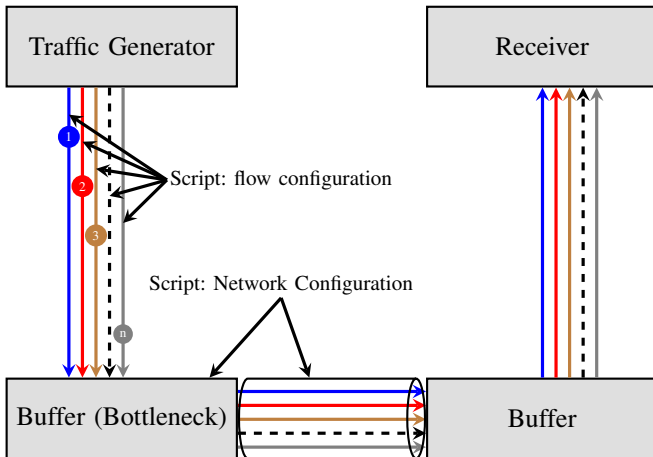 Traffic Generator
Receiver
1
2
Script: flow configuration
3
Script: Network Configuration
n
Buffer (Bottleneck)
Buffer